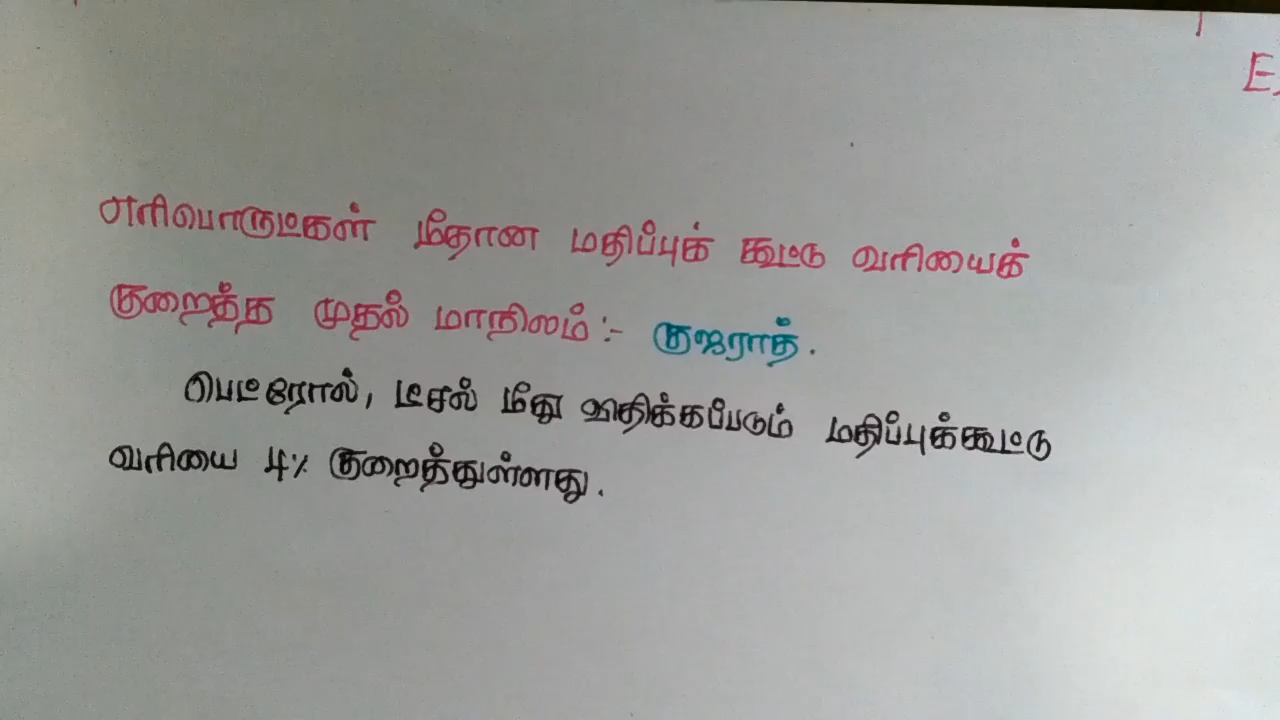 எரிபொருட்கள் மீதான மதிப்புக் கூட்டு வரியைக்
குறைத்த முதல் மாநிலம் :- குஜராத்.
பெட்ரோல், டீசல் மீது விதிக்கப்படும் மதிப்புக்கூட்டு
வரியை 4% குறைத்துள்ளது.